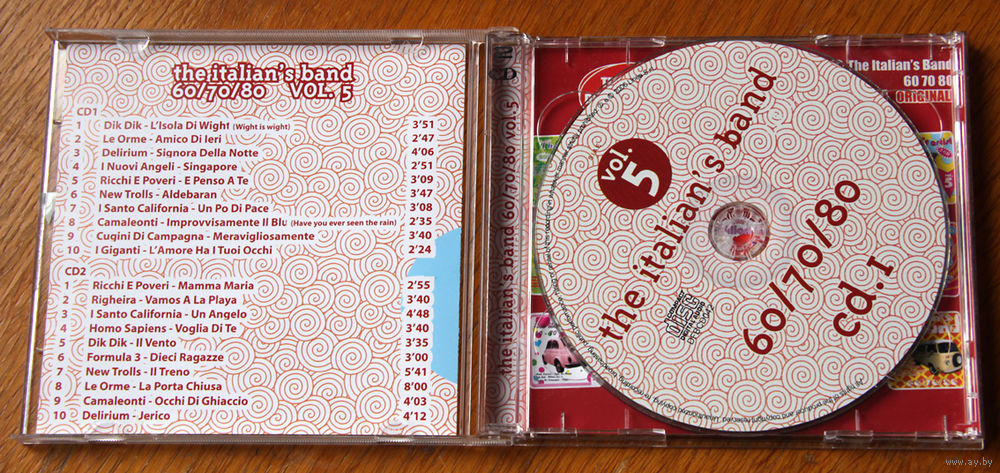 the italian's band
60/70/80 VOL. 5
CD1
1 Dik Dik - L'Isola Di Wight (Wight is wight) 3'51
2 Le Orme - Amico Di Ieri 2'47
3 Delirium - Signora Della Notte 4'06
4 I Nuovi Angeli - Singapore 2'51
5 Ricchi E Poveri - E Penso A Te 3'09
6 New Trolls - Aldebaran 3'47
7 I Santo California - Un Po Di Pace 3'08
8 Camaleonti - Improvvisamente Il Blu (Have you ever seen the rain) 2'35
9 Cugini Di Campagna - Meravigliosamente 3'40
10 I Giganti - L'Amore Ha I Tuoi Occhi 2'24
CD2
1 Ricchi E Poveri - Mamma Maria 2'55
2 Righeira - Vamos A La Playa 3'40
3 I Santo California - Un Angelo 4'48
4 Homo Sapiens - Voglia Di Te 3'40
5 Dik Dik - Il Vento 3'35
6 Formula 3 - Dieci Ragazze 3'00
7 New Trolls - Il Treno 5'41
8 Le Orme - La Porta Chiusa 8'00
9 Camaleonti - Occhi Di Ghiaccio 4'03
10 Delirium - Jerico 4'12
the italian's band 60/70/80 vol. 5
The Italian's Band
60 70 80
ORIGINAL
vol.
5
the italian's band
60/70/80
cd.1
COMPACT
disc
DIGITAL AUDIO
www.ay.by